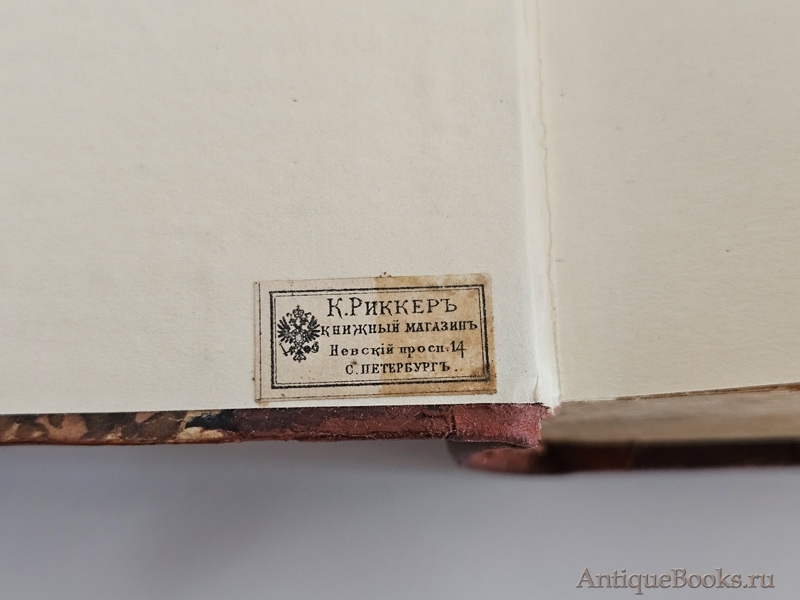 К. Риккеръ
книжный магазинъ
Невскій просп. 14
С. Петербургъ.
AntiqueBooks.ru